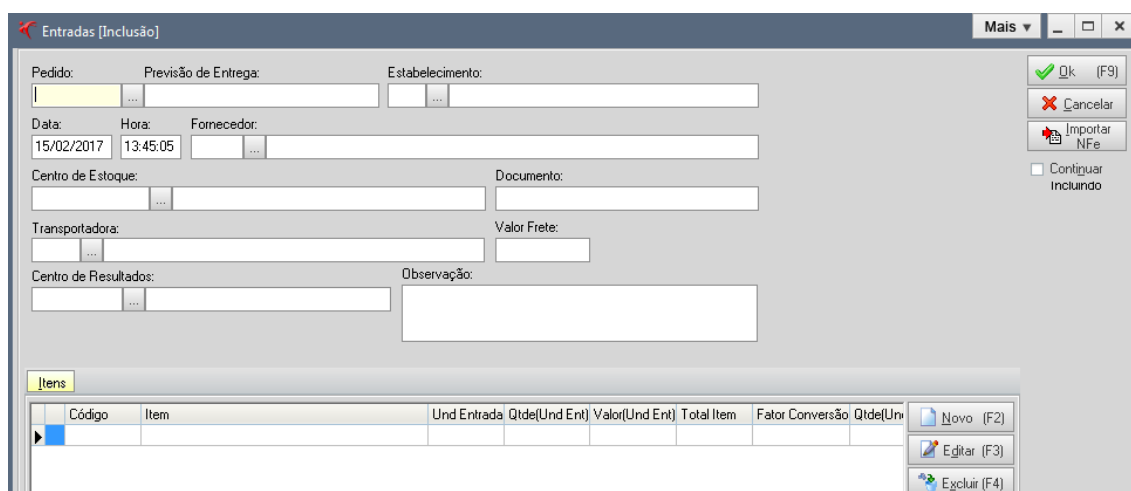 Entradas [Inclusão]
Mais
Pedido:
Previsão de Entrega:
Estabelecimento:
...
...
Ok (F9)
Cancelar
Data:
Hora:
Fornecedor:
15/02/2017
13:45:05
...
Importar
NFe
Continuar
Incluindo
Centro de Estoque:
Documento:
...
Transportadora:
Valor Frete:
...
Centro de Resultados:
Observação:
...
Itens
Código
Item
Und Entrada
Qtde(Und Ent)
Valor(Und Ent)
Total Item
Fator Conversão
Qtde(Un
Novo (F2)
Editar (F3)
Excluir (F4)